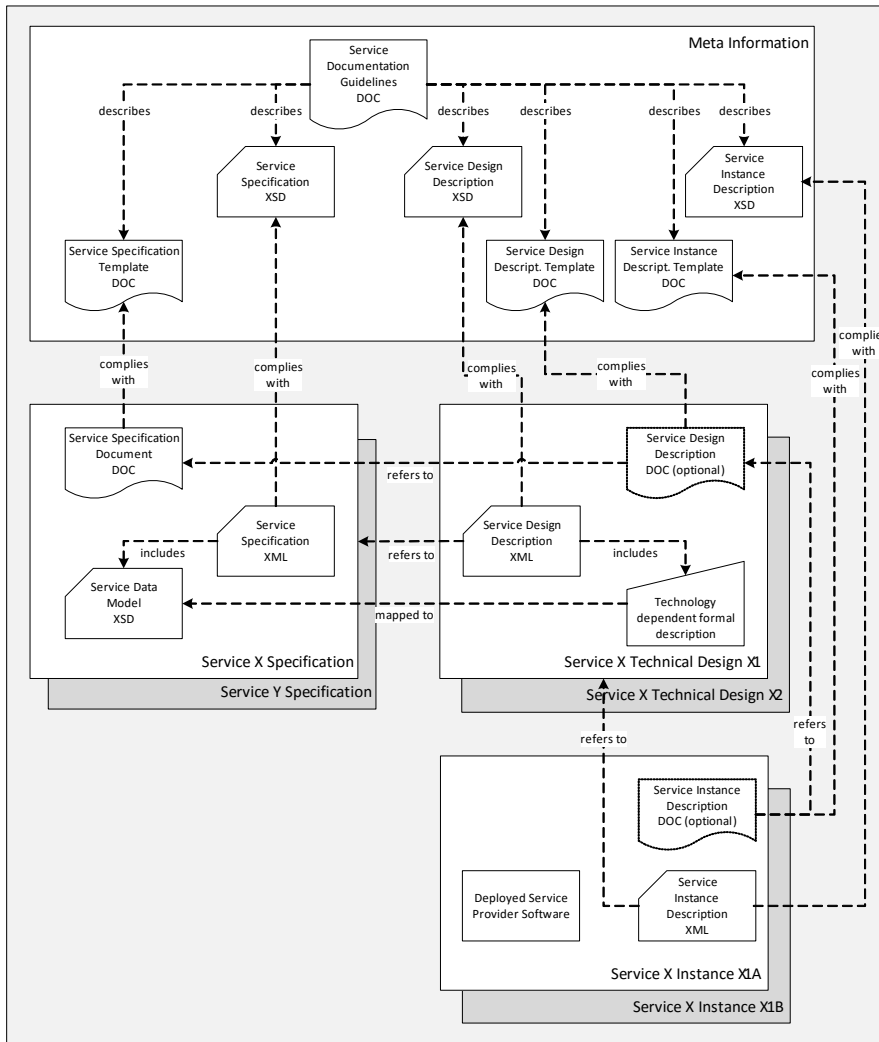 Meta Information
Service
Documentation
Guidelines
DOC
describes
describes
describes
describes
describes
describes
Service
Specification
XSD
Service Design
Description
XSD
Service
Instance
Description
XSD
Service Specification
Template
DOC
Service Design
Descript. Template
DOC
Service Instance
Descript. Template
DOC
complies
with
complies
with
complies
with
complies
with
complies
with
complies
with
Service Specification
Document
DOC
Service Design
Description
DOC (optional)
refers to
Service
Specification
XML
Service Design
Description
XML
includes
refers to
includes
Service Data
Model
XSD
Technology
dependent formal
description
mapped to
Service X Specification
Service X Technical Design X1
Service Y Specification
Service X Technical Design X2
refers to
refers
to
Service Instance
Description
DOC (optional)
Deployed Service
Provider Software
Service
Instance
Description
XML
Service X Instance X1A
Service X Instance X1B